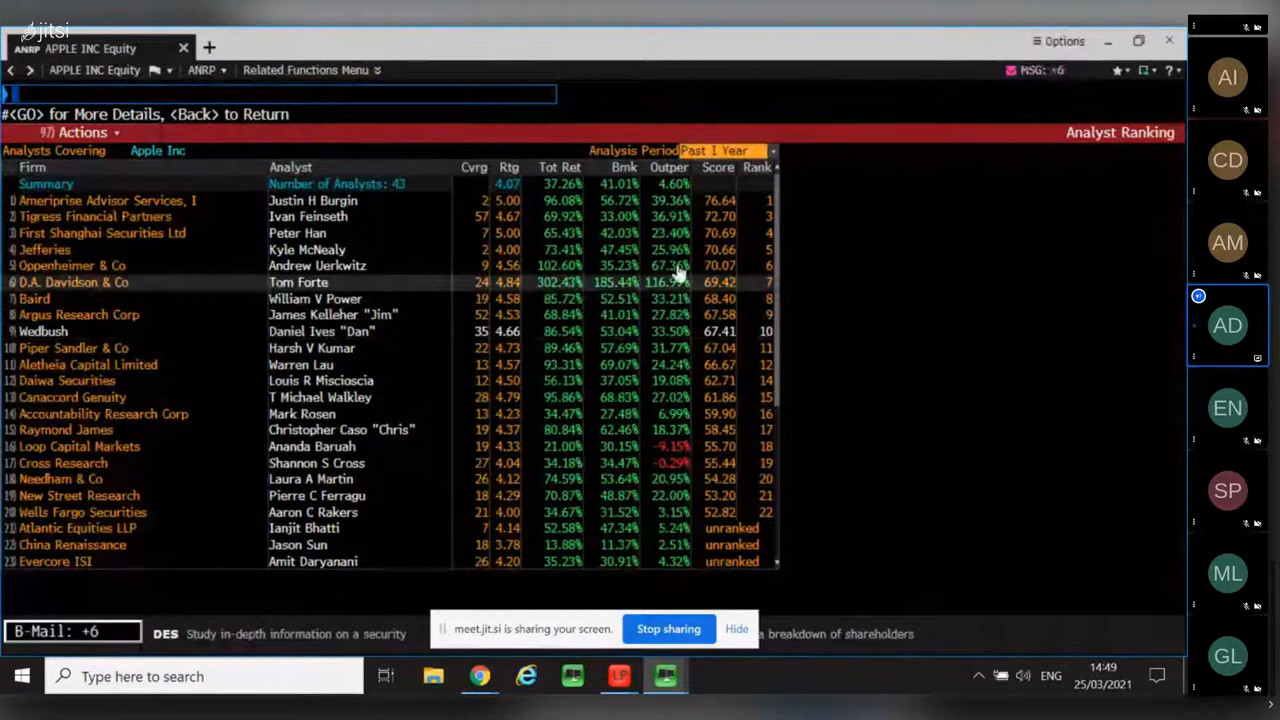 jitsi
ANRP APPLE INC Equity
Options
APPLE INC Equity ANRP Related Functions Menu MSG: +6
#<GO> for More Details, <Back> to Return
97) Actions Analyst Ranking
Analysts Covering Apple Inc Analysis Period Past 1 Year
Firm Analyst Cvrg Rtg Tot Ret Bmk Outper Score Rank
Summary Number of Analysts: 43 4.07 37.26% 41.01% 4.60%
1) Ameriprise Advisor Services, I Justin H Burgin 2 5.00 96.08% 56.72% 39.36% 76.64 1
2) Tigress Financial Partners Ivan Feinseth 57 4.67 69.92% 33.00% 36.91% 72.70 3
3) First Shanghai Securities Ltd Peter Han 7 5.00 65.43% 42.03% 23.40% 70.69 4
4) Jefferies Kyle McNealy 2 4.00 73.41% 47.45% 25.96% 70.66 5
5) Oppenheimer & Co Andrew Uerkwitz 9 4.56 102.60% 35.23% 67.36% 70.07 6
6) D.A. Davidson & Co Tom Forte 24 4.84 302.43% 185.44% 69.42 7
7) Baird William V Power 19 4.58 85.72% 52.51% 33.21% 68.40 8
8) Argus Research Corp James Kelleher "Jim" 52 4.53 68.84% 41.01% 27.82% 67.58 9
9) Wedbush Daniel Ives "Dan" 35 4.66 86.54% 53.04% 33.50% 67.41 10
10) Piper Sandler & Co Harsh V Kumar 22 4.73 89.46% 57.69% 31.77% 67.04 11
11) Aletheia Capital Limited Warren Lau 13 4.57 93.31% 69.07% 24.24% 66.67 12
12) Daiwa Securities Louis R Miscioscia 12 4.50 56.13% 37.05% 19.08% 62.71 14
13) Canaccord Genuity T Michael Walkley 28 4.79 95.86% 68.83% 27.02% 61.86 15
14) Accountability Research Corp Mark Rosen 13 4.23 34.47% 27.48% 6.99% 59.90 16
15) Raymond James Christopher Caso "Chris" 19 4.37 80.84% 62.46% 18.37% 58.45 17
16) Loop Capital Markets Ananda Baruah 19 4.33 21.00% 30.15% -9.15% 55.70 18
17) Cross Research Shannon S Cross 27 4.04 34.18% 34.47% -0.29% 55.44 19
18) Needham & Co Laura A Martin 26 4.12 74.59% 53.64% 20.95% 54.28 20
19) New Street Research Pierre C Ferragu 18 4.29 70.87% 48.87% 22.00% 53.20 21
20) Wells Fargo Securities Aaron C Rakers 21 4.00 34.67% 31.52% 3.15% 52.82 22
21) Atlantic Equities LLP Ianjit Bhatti 7 4.14 52.58% 47.34% 5.24% unranked
22) China Renaissance Jason Sun 18 3.78 13.88% 11.37% 2.51% unranked
23) Evercore ISI Amit Daryanani 26 4.20 35.23% 30.91% 4.32% unranked
B-Mail: +6 DES Study in-depth information on a security a breakdown of shareholders
meet.jit.si is sharing your screen. Stop sharing Hide
Type here to search
ENG
14:49
25/03/2021
AI
CD
AM
AD
EN
SP
ML
GL